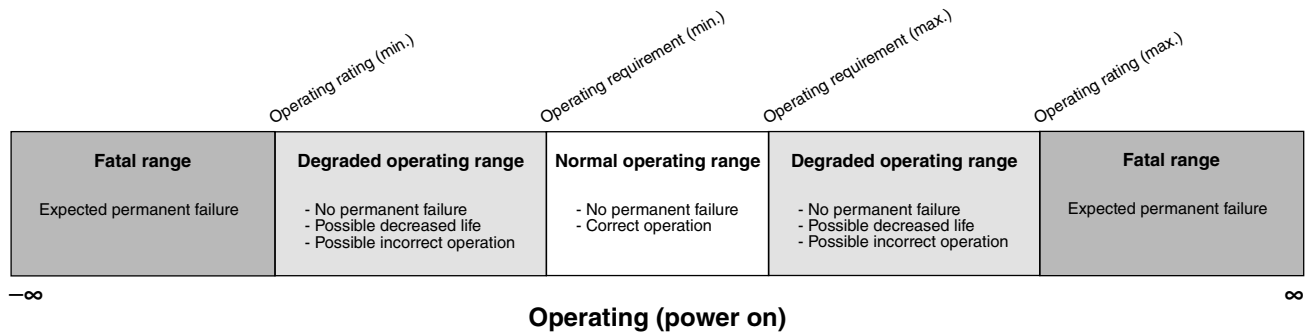 Operating rating (min.)
Operating requirement (min.)
Operating requirement (max.)
Operating rating (max.)
Fatal range
Expected permanent failure
Degraded operating range
- No permanent failure
- Possible decreased life
- Possible incorrect operation
Normal operating range
- No permanent failure
- Correct operation
Degraded operating range
- No permanent failure
- Possible decreased life
- Possible incorrect operation
Fatal range
Expected permanent failure
–∞
∞
Operating (power on)